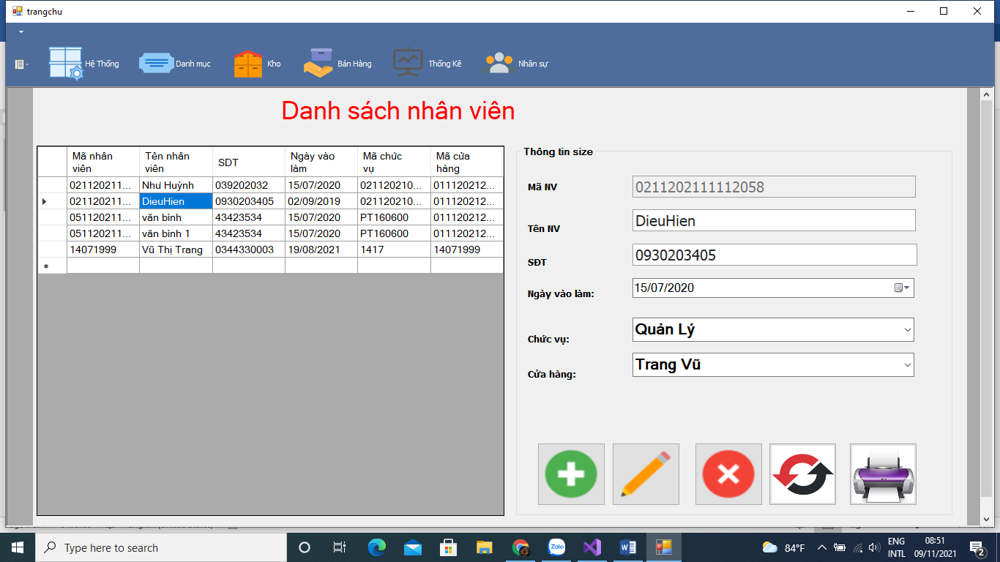 trangchu
Hệ Thống
Danh mục
Kho
Bán Hàng
Thống Kê
Nhân sự
Danh sách nhân viên
Mã nhân viên Tên nhân viên SDT Ngày vào làm Mã chức vụ Mã cửa hàng
021120211... Như Huỳnh 039202032 15/07/2020 021120210... 011120212...
021120211... DieuHien 0930203405 02/09/2019 021120210... 011120212...
051120211... văn bình 43423534 15/07/2020 PT160600 011120212...
051120211... văn bình 1 43423534 15/07/2020 PT160600 011120212...
14071999 Vũ Thị Trang 0344330003 19/08/2021 1417 14071999
Thông tin size
Mã NV 0211202111112058
Tên NV DieuHien
SĐT 0930203405
Ngày vào làm: 15/07/2020
Chức vụ: Quản Lý
Cửa hàng: Trang Vũ
Type here to search
Zalo
84°F
ENG
INTL
08:51
09/11/2021
2